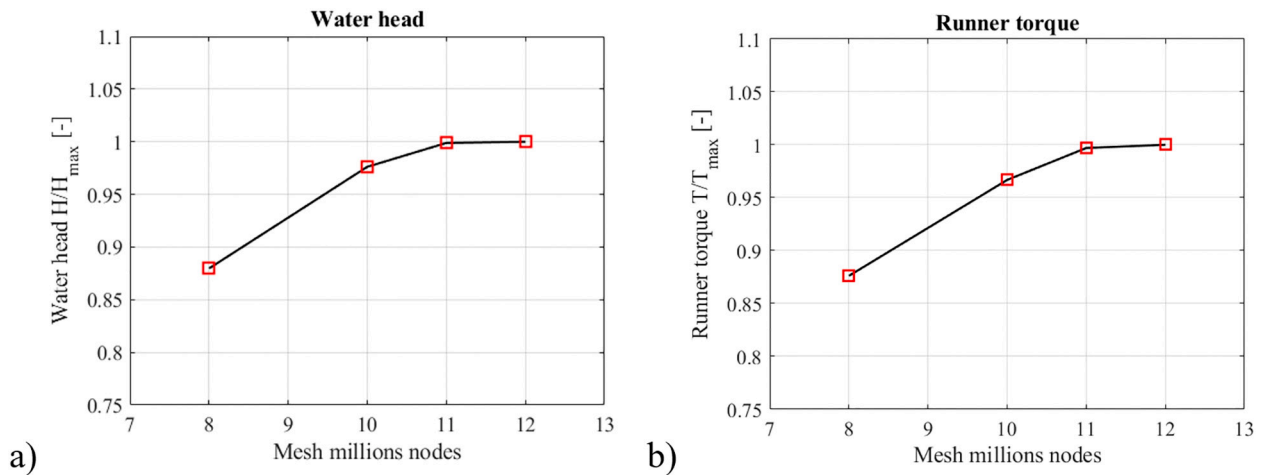 Water head
1.1
1.05
1
0.95
0.9
0.85
0.8
0.75
Water head H/H_max [-]
7 8 9 10 11 12 13
Mesh millions nodes
a)
Runner torque
1.1
1.05
1
0.95
0.9
0.85
0.8
0.75
Runner torque T/T_max [-]
7 8 9 10 11 12 13
Mesh millions nodes
b)